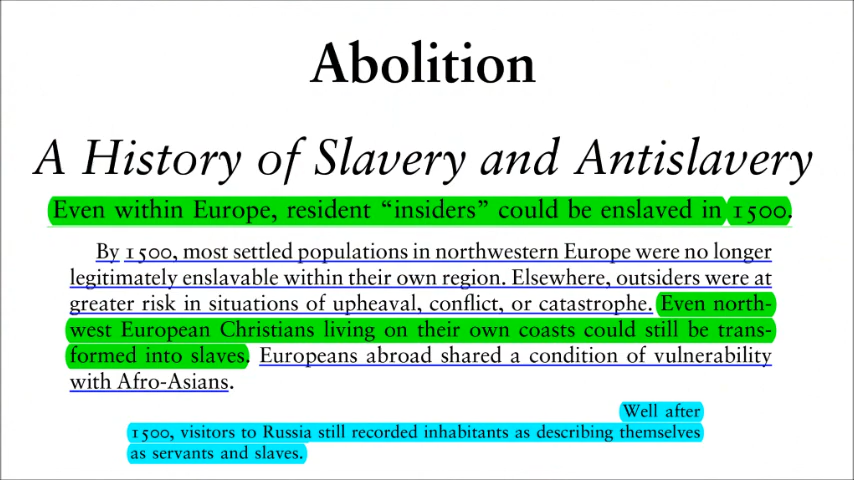 Abolition
A History of Slavery and Antislavery
Even within Europe, resident “insiders” could be enslaved in 1500.
By 1500, most settled populations in northwestern Europe were no longer
legitimately enslavable within their own region. Elsewhere, outsiders were at
greater risk in situations of upheaval, conflict, or catastrophe. Even north-
west European Christians living on their own coasts could still be trans-
formed into slaves. Europeans abroad shared a condition of vulnerability
with Afro-Asians.
Well after
1500, visitors to Russia still recorded inhabitants as describing themselves
as servants and slaves.